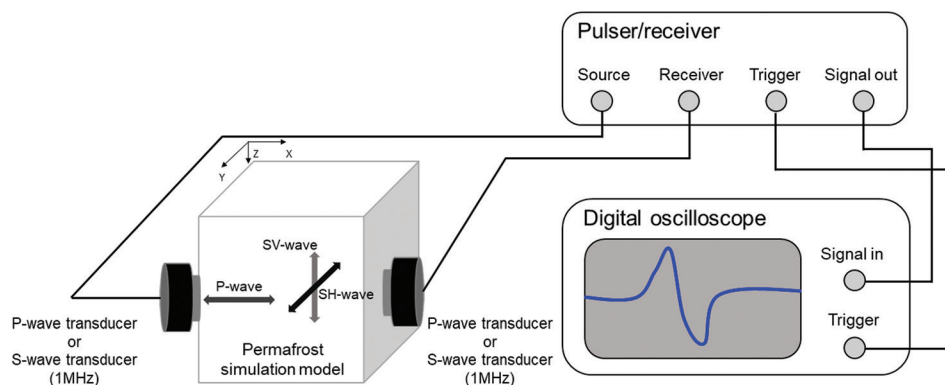 Pulser/receiver
Source Receiver Trigger Signal out
X
Z
Y
SV-wave
P-wave
SH-wave
Permafrost
simulation model
P-wave transducer
or
S-wave transducer
(1MHz)
P-wave transducer
or
S-wave transducer
(1MHz)
Digital oscilloscope
Signal in
Trigger